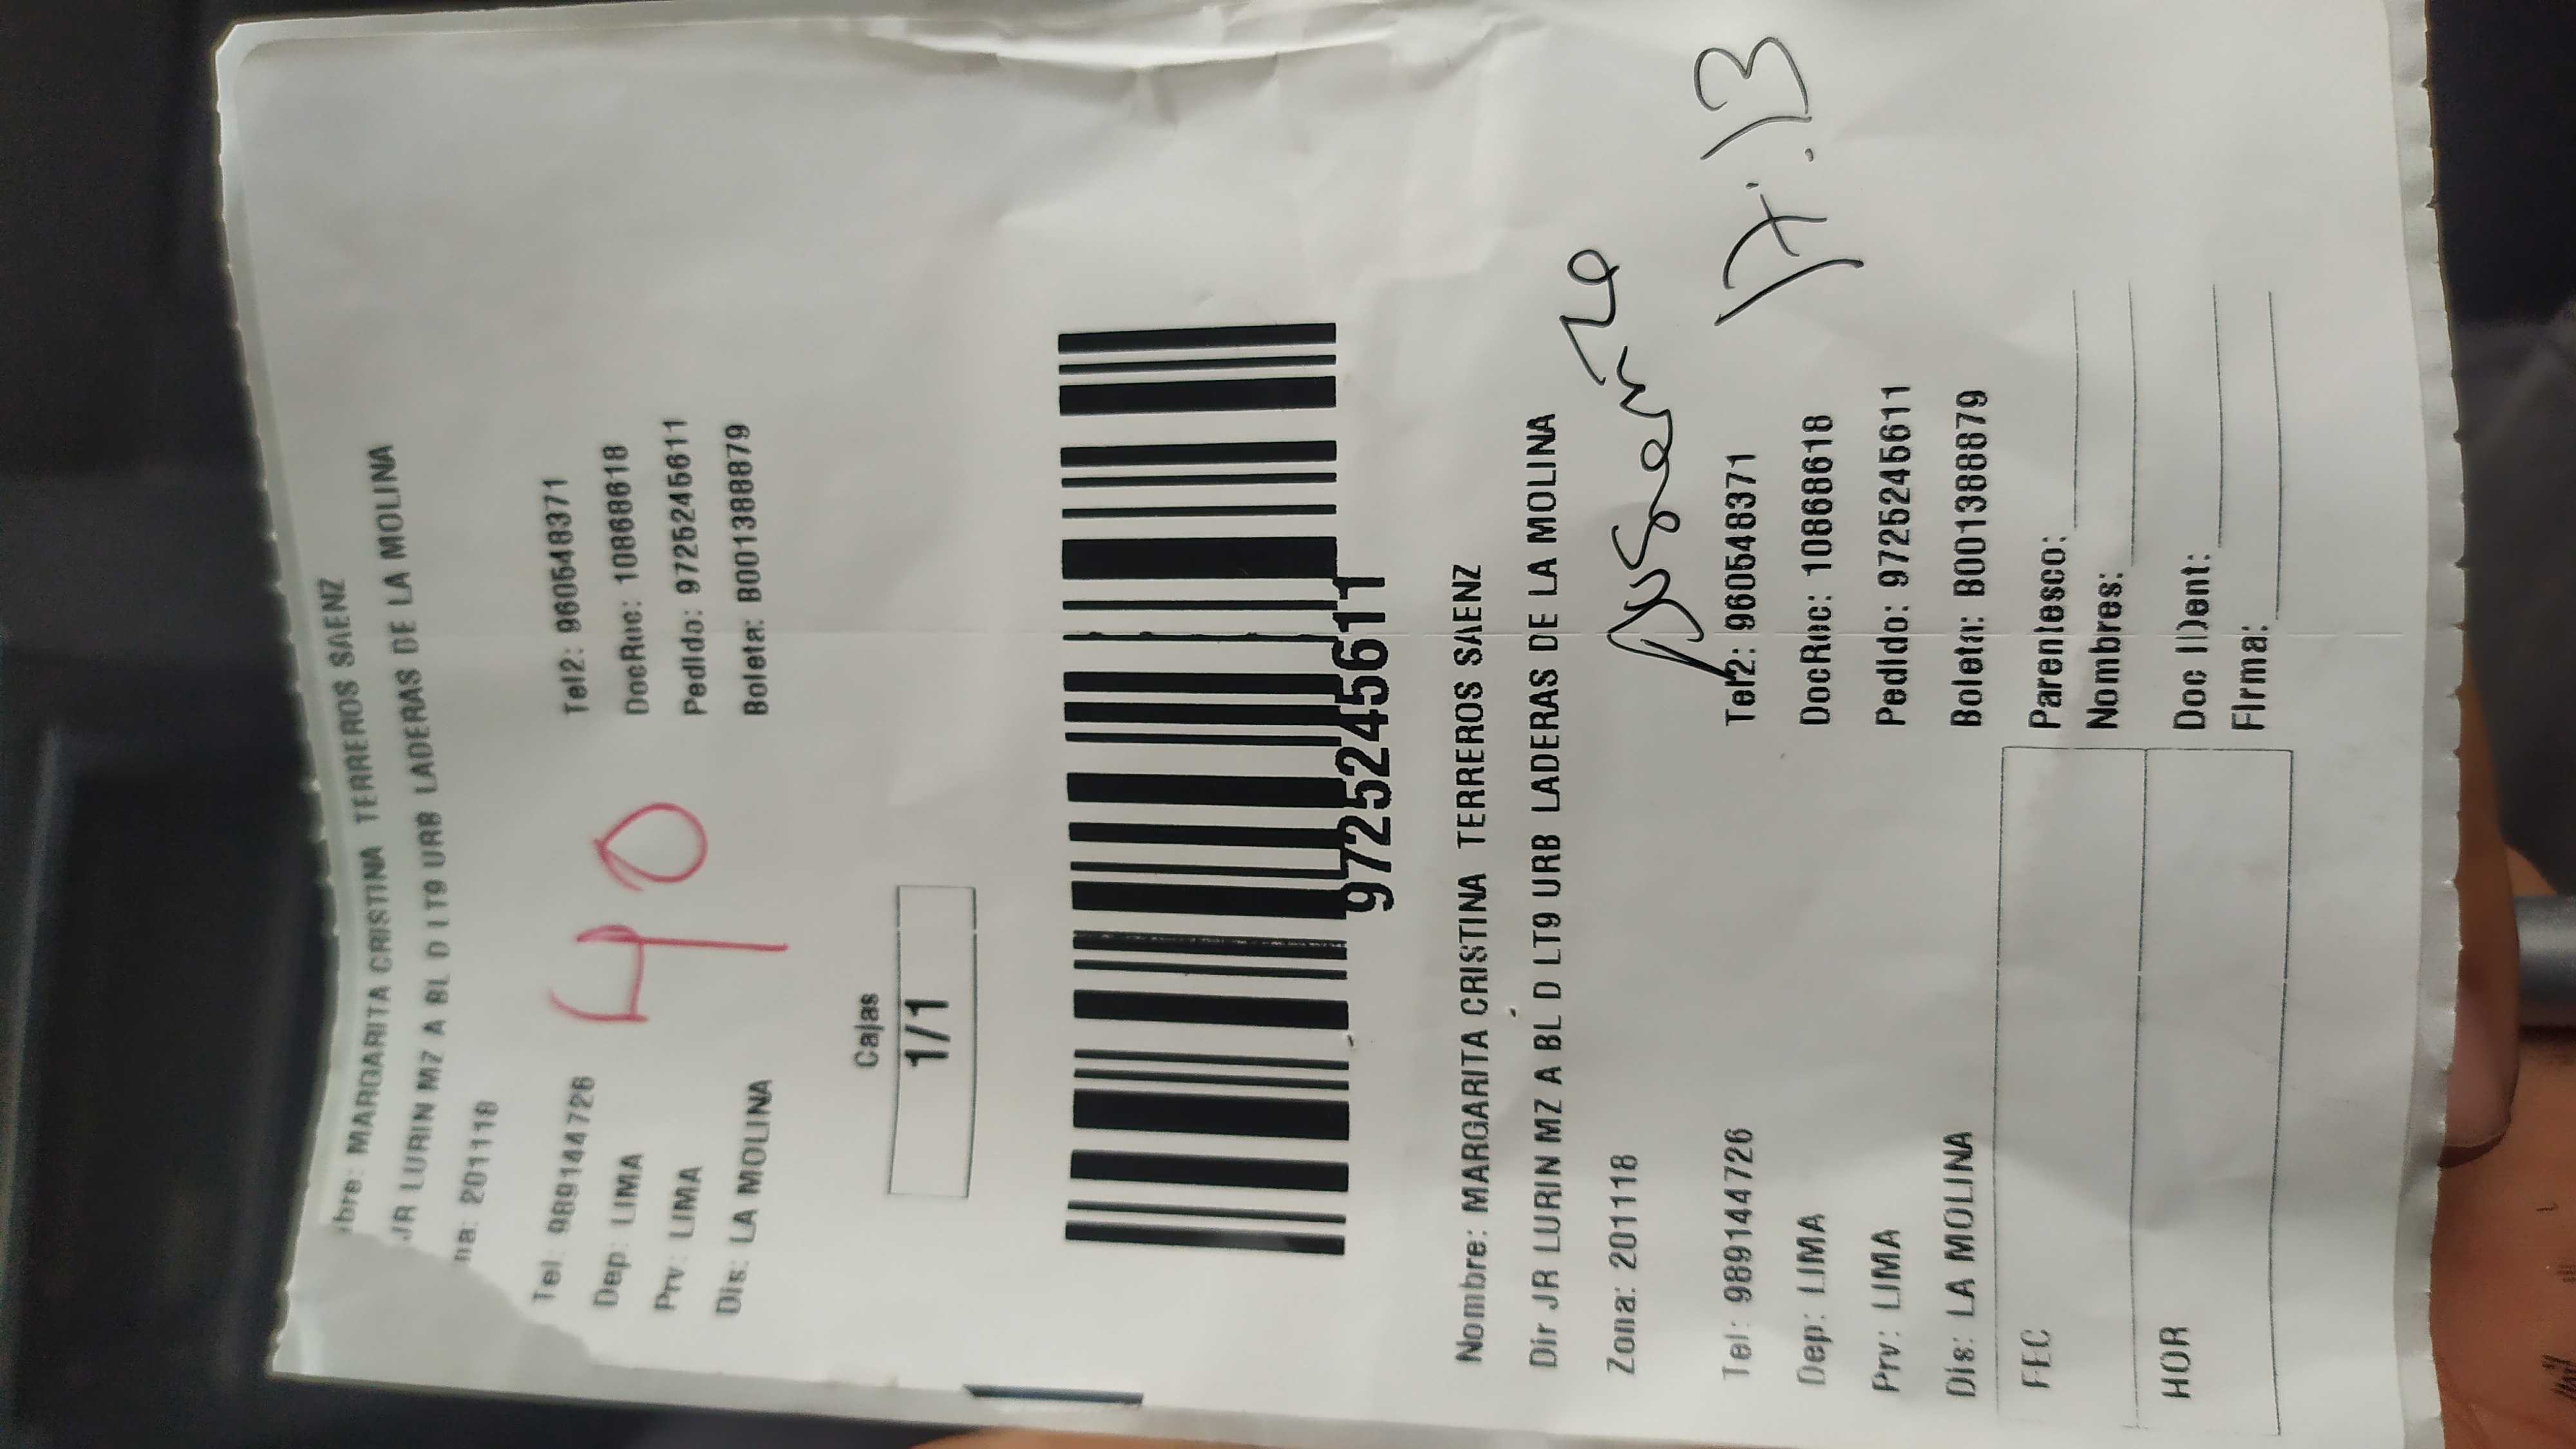 bre: MARGARITA CRISTINA TERREROS SAENZ
JR LURIN MZ A BL D LT9 URB LADERAS DE LA MOLINA
na: 201118
Tel: 989144726 Tel2: 960548371
Dep: LIMA DocRuc: 10868618
Prv: LIMA PedIdo: 9725245611
Dis: LA MOLINA Boleta: B00138887​9
40
Cajas
1/1
9725245611
Nombre: MARGARITA CRISTINA TERREROS SAENZ
Dir JR LURIN MZ A BL D LT9 URB LADERAS DE LA MOLINA
Zona: 201118
Ausente
Tel: 989144726 Tel2: 960548371
17:13
Dep: LIMA DocRuc: 10868618
Prv: LIMA PedIdo: 9725245611
Dis: LA MOLINA Boleta: B001388879
FEC Parentesco:
Nombres:
HOR Doc IDent:
FIrma: